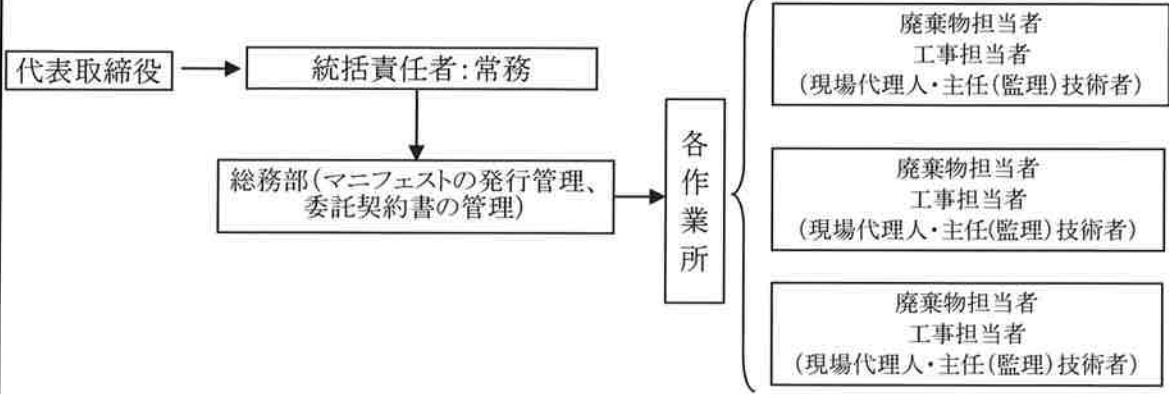 代表取締役
統括責任者:常務
総務部(マニフェストの発行管理、
委託契約書の管理)
各作業所
廃棄物担当者
工事担当者
(現場代理人・主任(監理)技術者)
廃棄物担当者
工事担当者
(現場代理人・主任(監理)技術者)
廃棄物担当者
工事担当者
(現場代理人・主任(監理)技術者)